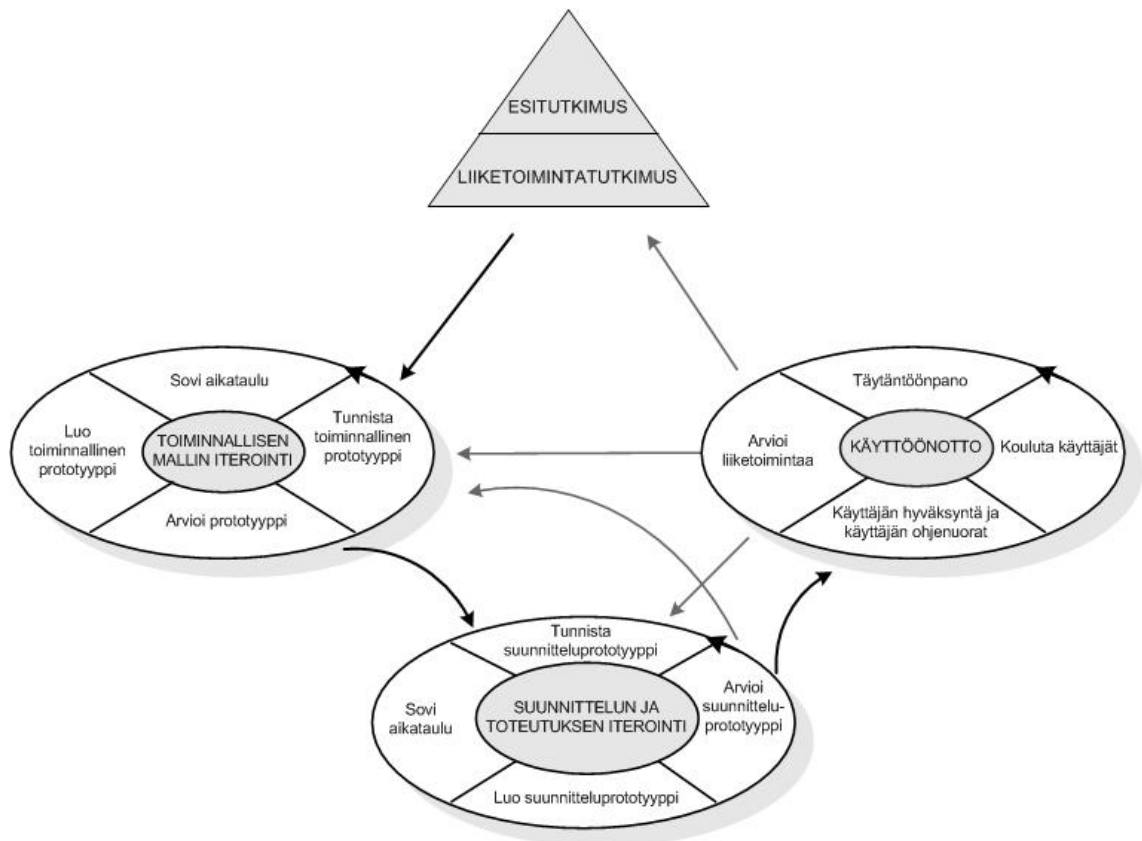 ESITUTKIMUS
LIIKETOIMINTATUTKIMUS
Sovi aikataulu
Luo
toiminnallinen
prototyyppi
TOIMINNALLISEN
MALLIN ITEROINTI
Tunnista
toiminnallinen
prototyyppi
Arvioi prototyyppi
Täytäntöönpano
Arvioi
liiketoimintaa
KÄYTTÖÖNOTTO
Kouluta käyttäjät
Käyttäjän hyväksyntä ja
käyttäjän ohjenuorat
Tunnista
suunnitteluprototyyppi
Sovi
aikataulu
SUUNNITTELUN JA
TOTEUTUKSEN ITEROINTI
Arvioi
suunnittelu-
prototyyppi
Luo suunnitteluprototyyppi